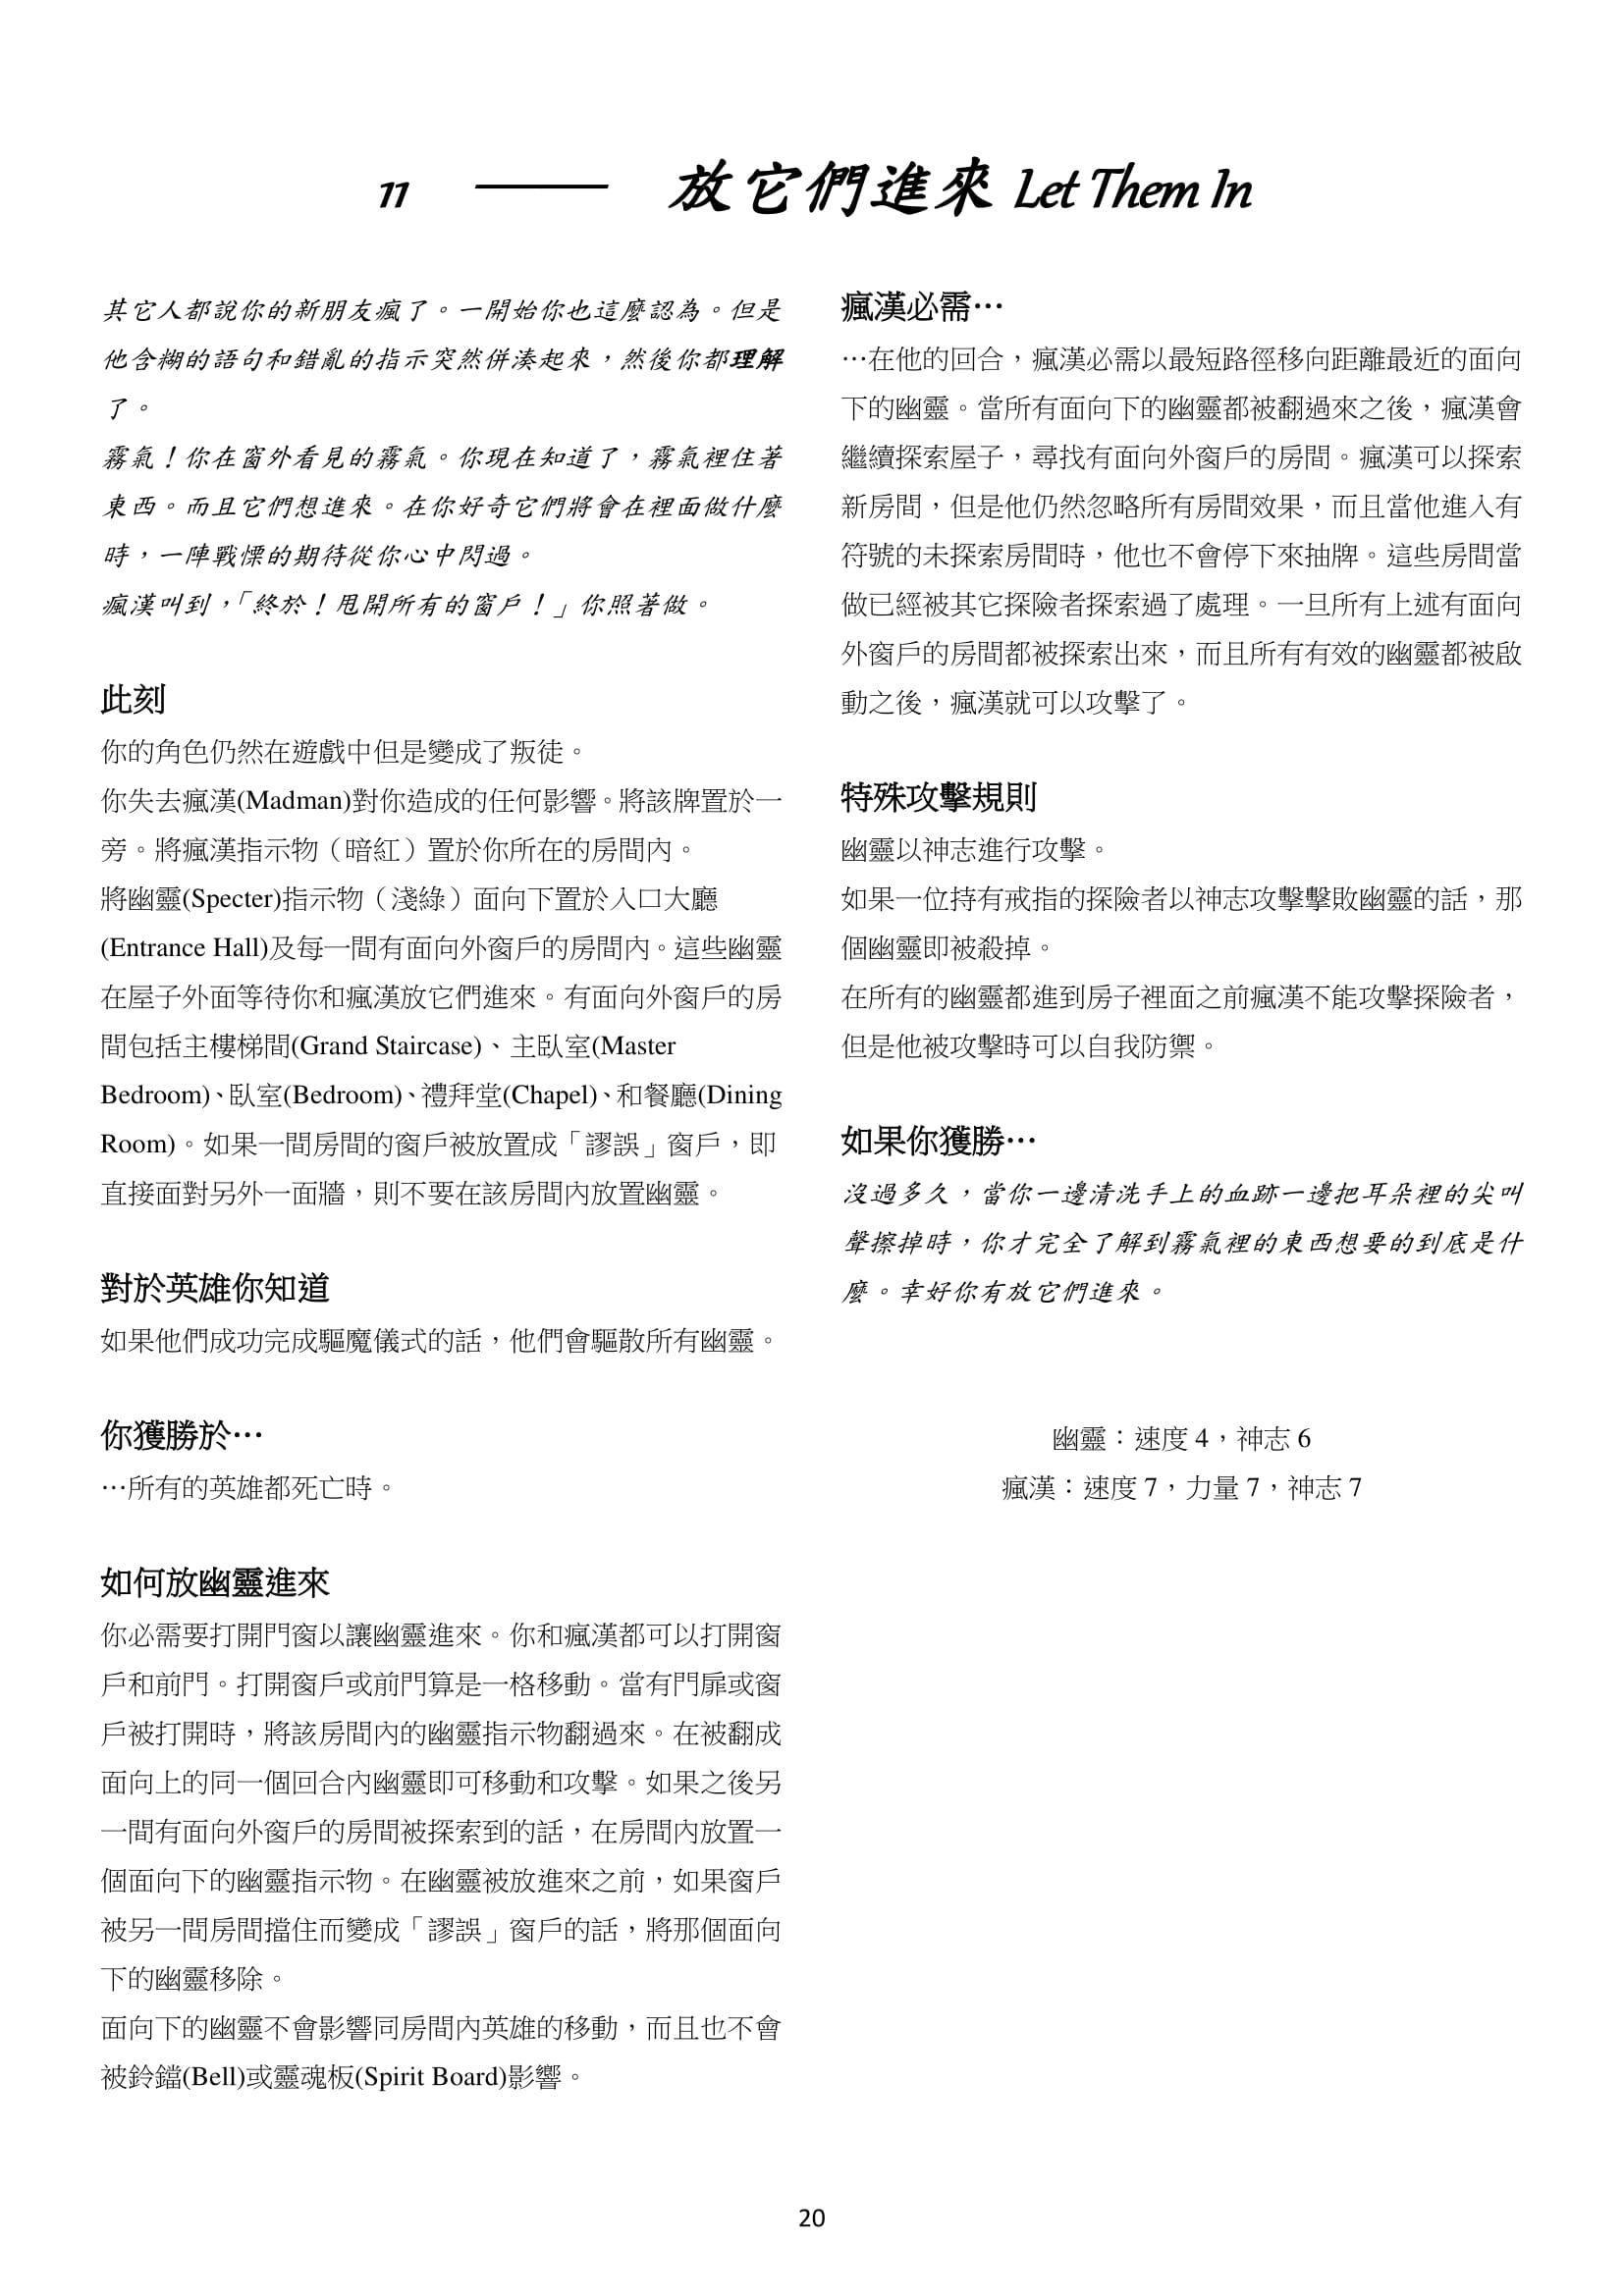 11 —— 放它們進來 Let Them In
其它人都說你的新朋友瘋了。一開始你也這麼認為。但是
他含糊的語句和錯亂的指示突然併湊起來，然後你都理解
了。
霧氣！你在窗外看見的霧氣。你現在知道了，霧氣裡住著
東西。而且它們想進來。在你好奇它們將會在裡面做什麼
時，一陣戰慄的期待從你心中閃過。
瘋漢叫到，「終於！甩開所有的窗戶！」你照著做。
此刻
你的角色仍然在遊戲中但是變成了叛徒。
你失去瘋漢(Madman)對你造成的任何影響。將該牌置於一
旁。將瘋漢指示物（暗紅）置於你所在的房間內。
將幽靈(Specter)指示物（淺綠）面向下置於入口大廳
(Entrance Hall)及每一間有面向外窗戶的房間內。這些幽靈
在屋子外面等待你和瘋漢放它們進來。有面向外窗戶的房
間包括主樓梯間(Grand Staircase)、主臥室(Master
Bedroom)、臥室(Bedroom)、禮拜堂(Chapel)、和餐廳(Dining
Room)。如果一間房間的窗戶被放置成「謬誤」窗戶，即
直接面對另外一面牆，則不要在該房間內放置幽靈。
對於英雄你知道
如果他們成功完成驅魔儀式的話，他們會驅散所有幽靈。
你獲勝於…
…所有的英雄都死亡時。
如何放幽靈進來
你必需要打開門窗以讓幽靈進來。你和瘋漢都可以打開窗
戶和前門。打開窗戶或前門算是一格移動。當有門扉或窗
戶被打開時，將該房間內的幽靈指示物翻過來。在被翻成
面向上的同一個回合內幽靈即可移動和攻擊。如果之後另
一間有面向外窗戶的房間被探索到的話，在房間內放置一
個面向下的幽靈指示物。在幽靈被放進來之前，如果窗戶
被另一間房間擋住而變成「謬誤」窗戶的話，將那個面向
下的幽靈移除。
面向下的幽靈不會影響同房間內英雄的移動，而且也不會
被鈴鐺(Bell)或靈魂板(Spirit Board)影響。
瘋漢必需…
…在他的回合，瘋漢必需以最短路徑移向距離最近的面向
下的幽靈。當所有面向下的幽靈都被翻過來之後，瘋漢會
繼續探索屋子，尋找有面向外窗戶的房間。瘋漢可以探索
新房間，但是他仍然忽略所有房間效果，而且當他進入有
符號的未探索房間時，他也不會停下來抽牌。這些房間當
做已經被其它探險者探索過了處理。一旦所有上述有面向
外窗戶的房間都被探索出來，而且所有有效的幽靈都被啟
動之後，瘋漢就可以攻擊了。
特殊攻擊規則
幽靈以神志進行攻擊。
如果一位持有戒指的探險者以神志攻擊擊敗幽靈的話，那
個幽靈即被殺掉。
在所有的幽靈都進到房子裡面之前瘋漢不能攻擊探險者，
但是他被攻擊時可以自我防禦。
如果你獲勝…
沒過多久，當你一邊清洗手上的血跡一邊把耳朵裡的尖叫
聲擦掉時，你才完全了解到霧氣裡的東西想要的到底是什
麼。幸好你有放它們進來。
幽靈：速度 4，神志 6
瘋漢：速度 7，力量 7，神志 7
20